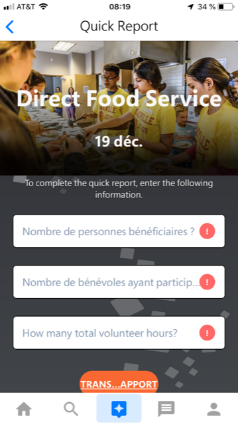 AT&T 08:19 34 %
Quick Report
Direct Food Service
19 déc.
To complete the quick report, enter the following
information.
Nombre de personnes bénéficiaires ?
Nombre de bénévoles ayant particip...
How many total volunteer hours?
TRANS...APPORT